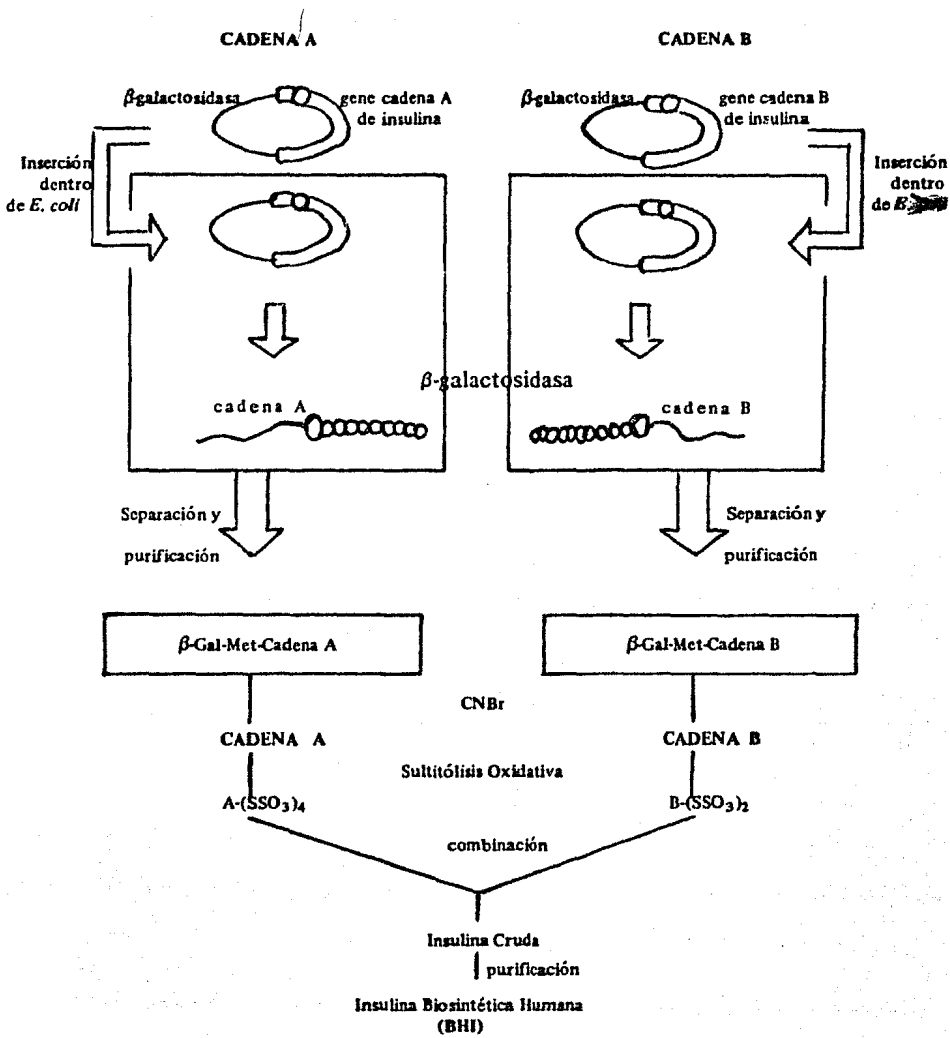 CADENA A
CADENA B
β-galactosidasa
gene cadena A
de insulina
β-galactosidasa
gene cadena B
de insulina
Inserción
dentro
de E. coli
Inserción
dentro
de E.
β-galactosidasa
cadena A
cadena B
Separación y
purificación
Separación y
purificación
β-Gal-Met-Cadena A
β-Gal-Met-Cadena B
CNBr
CADENA A
CADENA B
Sultitólisis Oxidativa
A-(SSO₃)₄
B-(SSO₃)₂
combinación
Insulina Cruda
purificación
Insulina Biosintética Humana
(BHI)